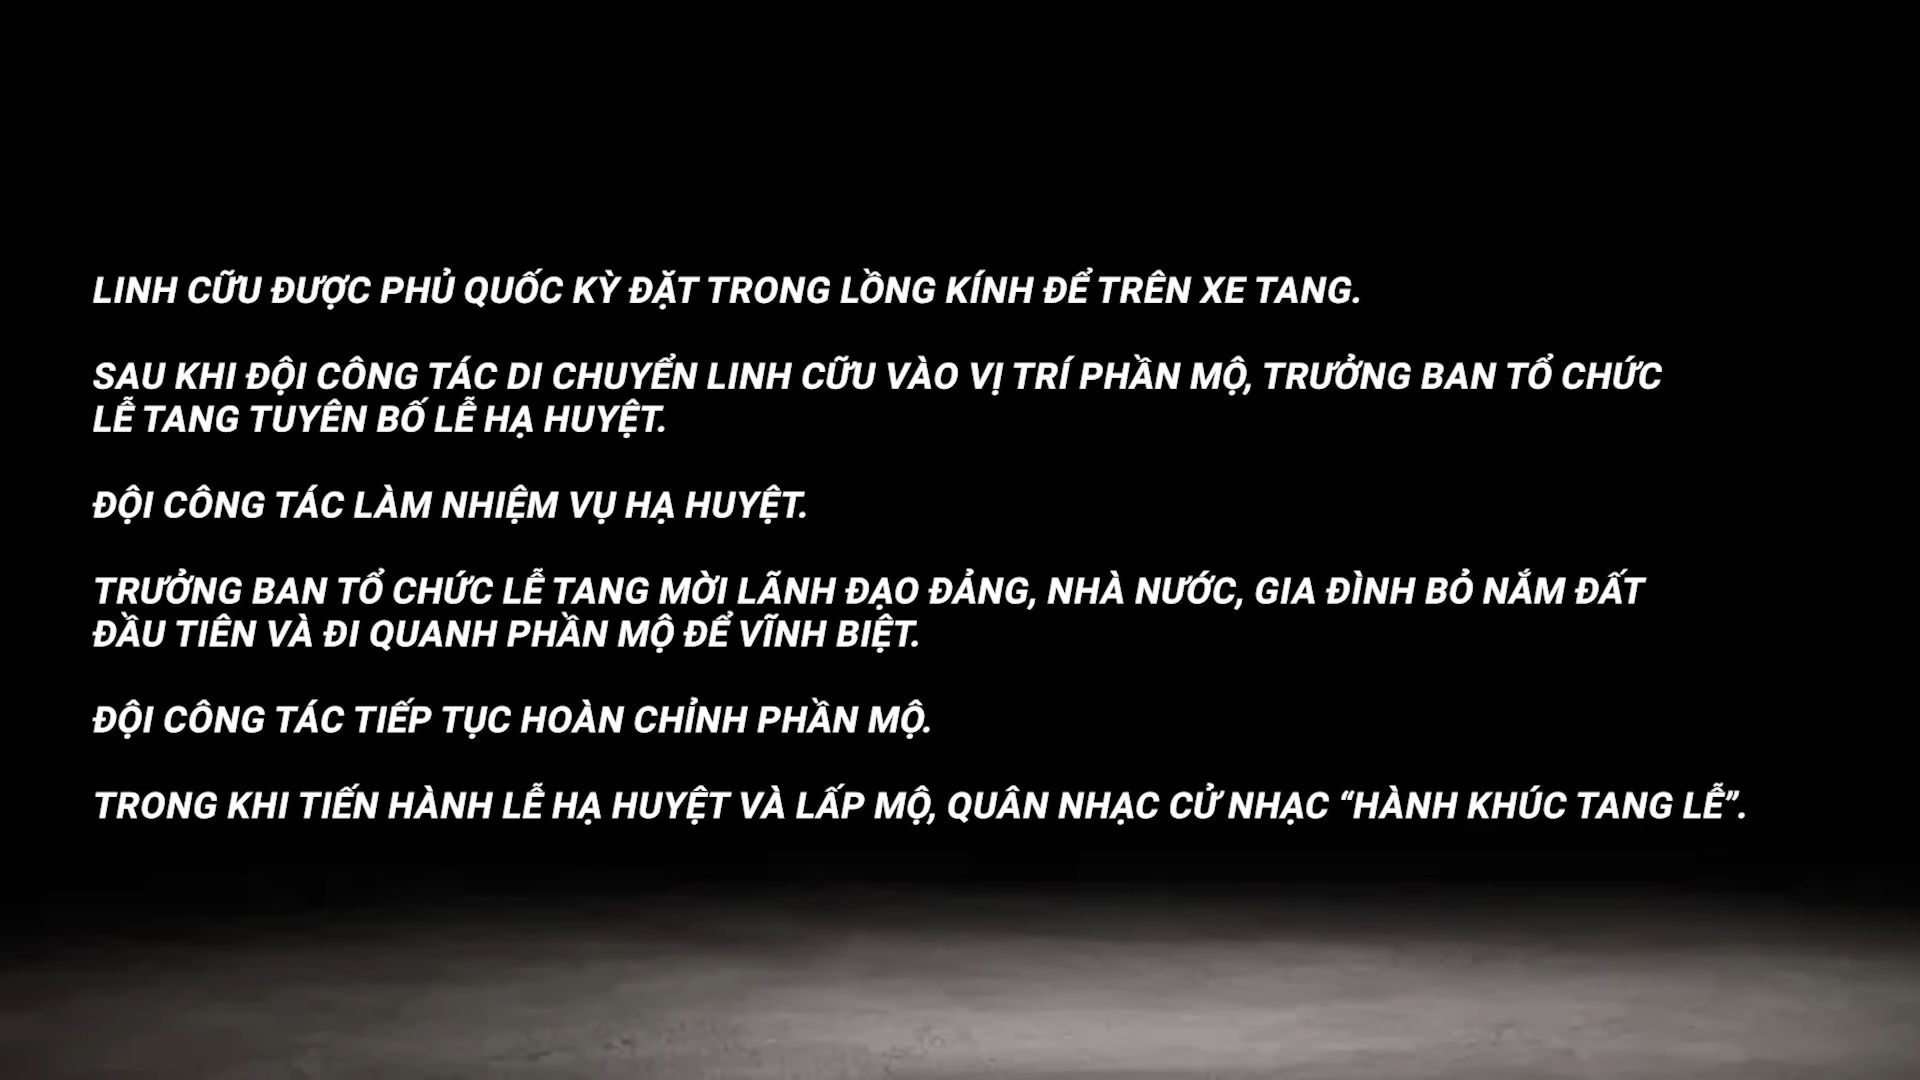 LINH CỮU ĐƯỢC PHỦ QUỐC KỲ ĐẶT TRONG LỒNG KÍNH ĐỂ TRÊN XE TANG.
SAU KHI ĐỘI CÔNG TÁC DI CHUYỂN LINH CỮU VÀO VỊ TRÍ PHẦN MỘ, TRƯỞNG BAN TỔ CHỨC
LỄ TANG TUYÊN BỐ LỄ HẠ HUYỆT.
ĐỘI CÔNG TÁC LÀM NHIỆM VỤ HẠ HUYỆT.
TRƯỞNG BAN TỔ CHỨC LỄ TANG MỜI LÃNH ĐẠO ĐẢNG, NHÀ NƯỚC, GIA ĐÌNH BỎ NẮM ĐẤT
ĐẦU TIÊN VÀ ĐI QUANH PHẦN MỘ ĐỂ VĨNH BIỆT.
ĐỘI CÔNG TÁC TIẾP TỤC HOÀN CHỈNH PHẦN MỘ.
TRONG KHI TIẾN HÀNH LỄ HẠ HUYỆT VÀ LẤP MỘ, QUÂN NHẠC CỬ NHẠC “HÀNH KHÚC TANG LỄ”.